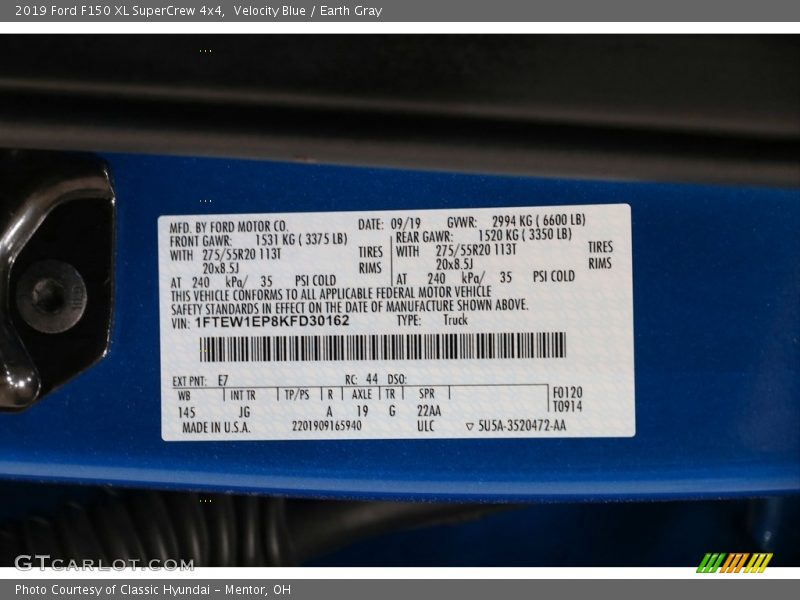 2019 Ford F150 XL SuperCrew 4x4,  Velocity Blue / Earth Gray
MFD. BY FORD MOTOR CO. DATE: 09/19 GVWR: 2994 KG ( 6600 LB)
FRONT GAWR: 1531 KG ( 3375 LB) REAR GAWR: 1520 KG ( 3350 LB)
WITH 275/55R20 113T TIRES WITH 275/55R20 113T TIRES
20x8.5J RIMS 20x8.5J RIMS
AT 240 kPa/ 35 PSI COLD AT 240 kPa/ 35 PSI COLD
THIS VEHICLE CONFORMS TO ALL APPLICABLE FEDERAL MOTOR VEHICLE
SAFETY STANDARDS IN EFFECT ON THE DATE OF MANUFACTURE SHOWN ABOVE.
VIN: 1FTEW1EP8KFD30162 TYPE: Truck
EXT PNT: E7 RC: 44 DSO:
WB INT TR TP/PS R AXLE TR SPR F0120
145 JG A 19 G 22AA T0914
MADE IN U.S.A. 2201909165940 ULC ▽ 5U5A-3520472-AA
GTCARLOT.COM
Photo Courtesy of Classic Hyundai - Mentor, OH